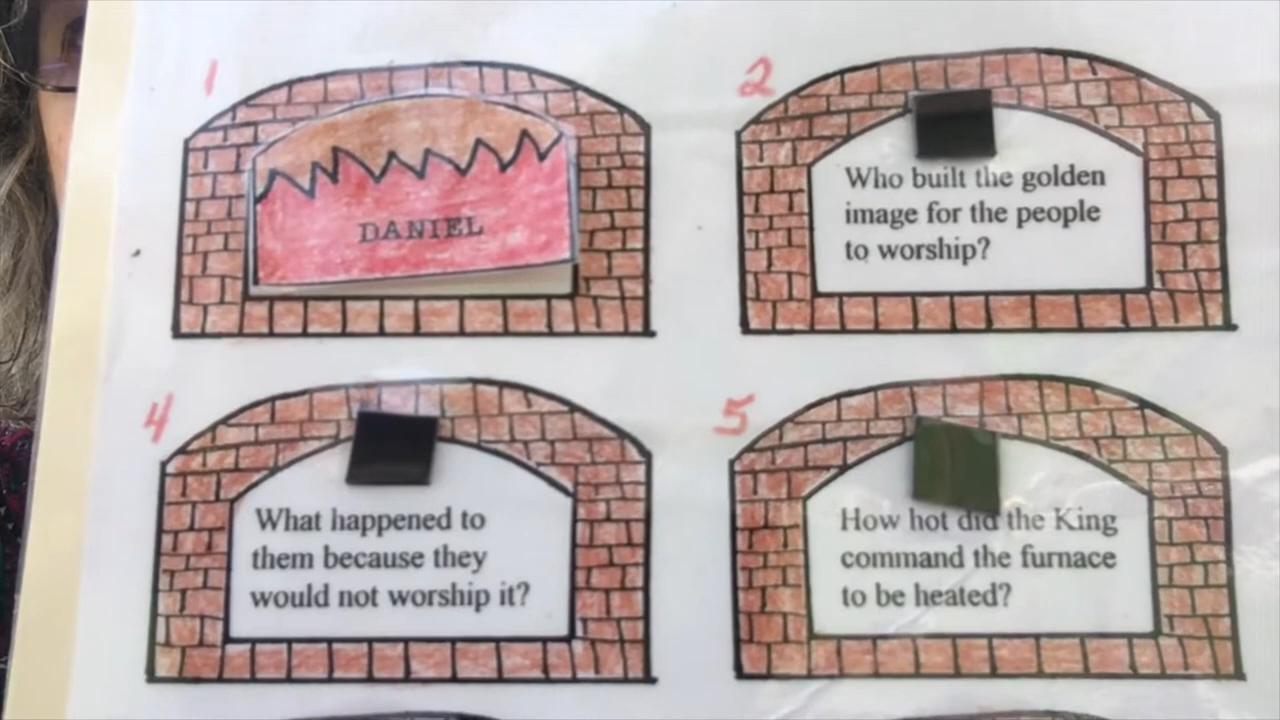 1
DANIEL
2
Who built the golden
image for the people
to worship?
4
What happened to
them because they
would not worship it?
5
How hot did the King
command the furnace
to be heated?